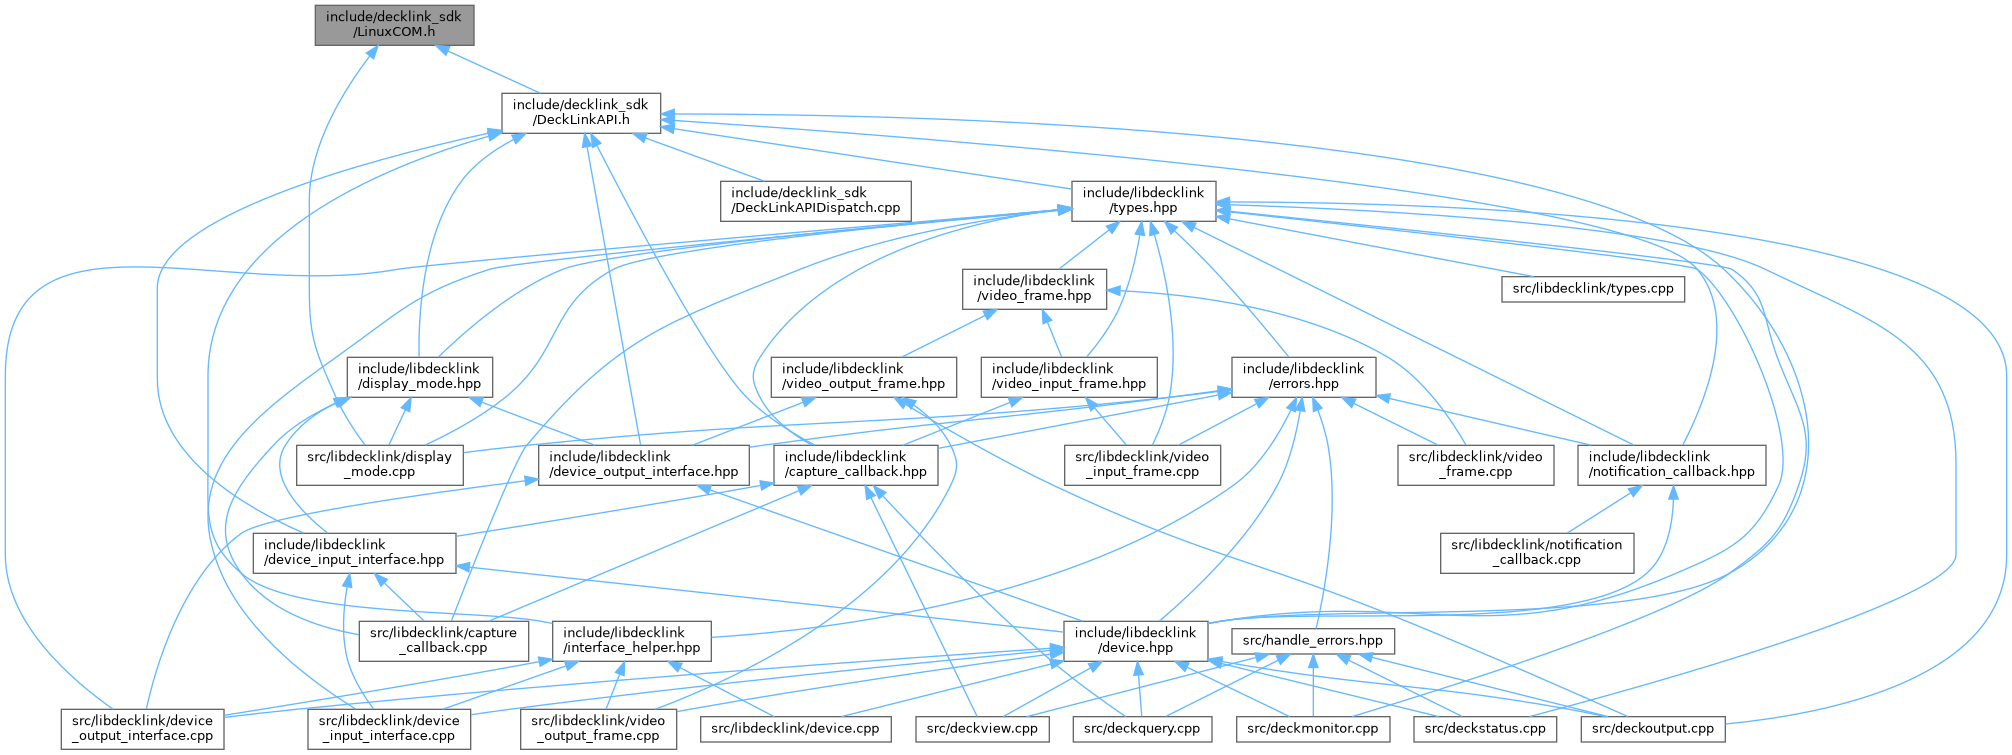 include/decklink_sdk
/LinuxCOM.h
include/decklink_sdk
/DeckLinkAPI.h
include/decklink_sdk
/DeckLinkAPIDispatch.cpp
include/libdecklink
/types.hpp
include/libdecklink
/video_frame.hpp
src/libdecklink/types.cpp
include/libdecklink
/display_mode.hpp
include/libdecklink
/video_output_frame.hpp
include/libdecklink
/video_input_frame.hpp
include/libdecklink
/errors.hpp
src/libdecklink/display
_mode.cpp
include/libdecklink
/device_output_interface.hpp
include/libdecklink
/capture_callback.hpp
src/libdecklink/video
_input_frame.cpp
src/libdecklink/video
_frame.cpp
include/libdecklink
/notification_callback.hpp
include/libdecklink
/device_input_interface.hpp
src/libdecklink/notification
_callback.cpp
src/libdecklink/capture
_callback.cpp
include/libdecklink
/interface_helper.hpp
include/libdecklink
/device.hpp
src/handle_errors.hpp
src/libdecklink/device
_output_interface.cpp
src/libdecklink/device
_input_interface.cpp
src/libdecklink/video
_output_frame.cpp
src/libdecklink/device.cpp
src/deckview.cpp
src/deckquery.cpp
src/deckmonitor.cpp
src/deckstatus.cpp
src/deckoutput.cpp